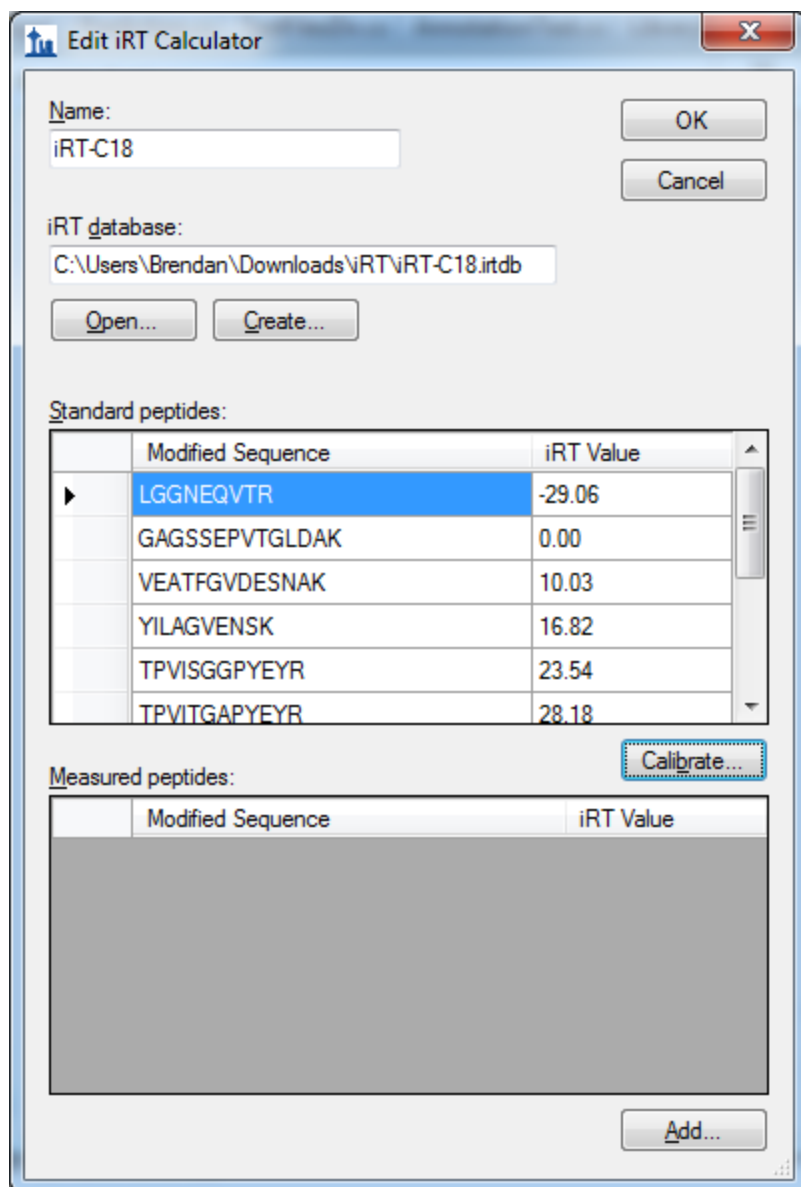 Edit iRT Calculator
Name:
OK
iRT-C18
Cancel
iRT database:
C:\Users\Brendan\Downloads\iRT\iRT-C18.irtdb
Open... Create...
Standard peptides:
Modified Sequence iRT Value
LGGNEQVTR -29.06
GAGSSEPVTGLDAK 0.00
VEATFGVDESNAK 10.03
YILAGVENSK 16.82
TPVISGGPYEYR 23.54
TPVITGAPYEYR 28.18
Calibrate...
Measured peptides:
Modified Sequence iRT Value
Add...